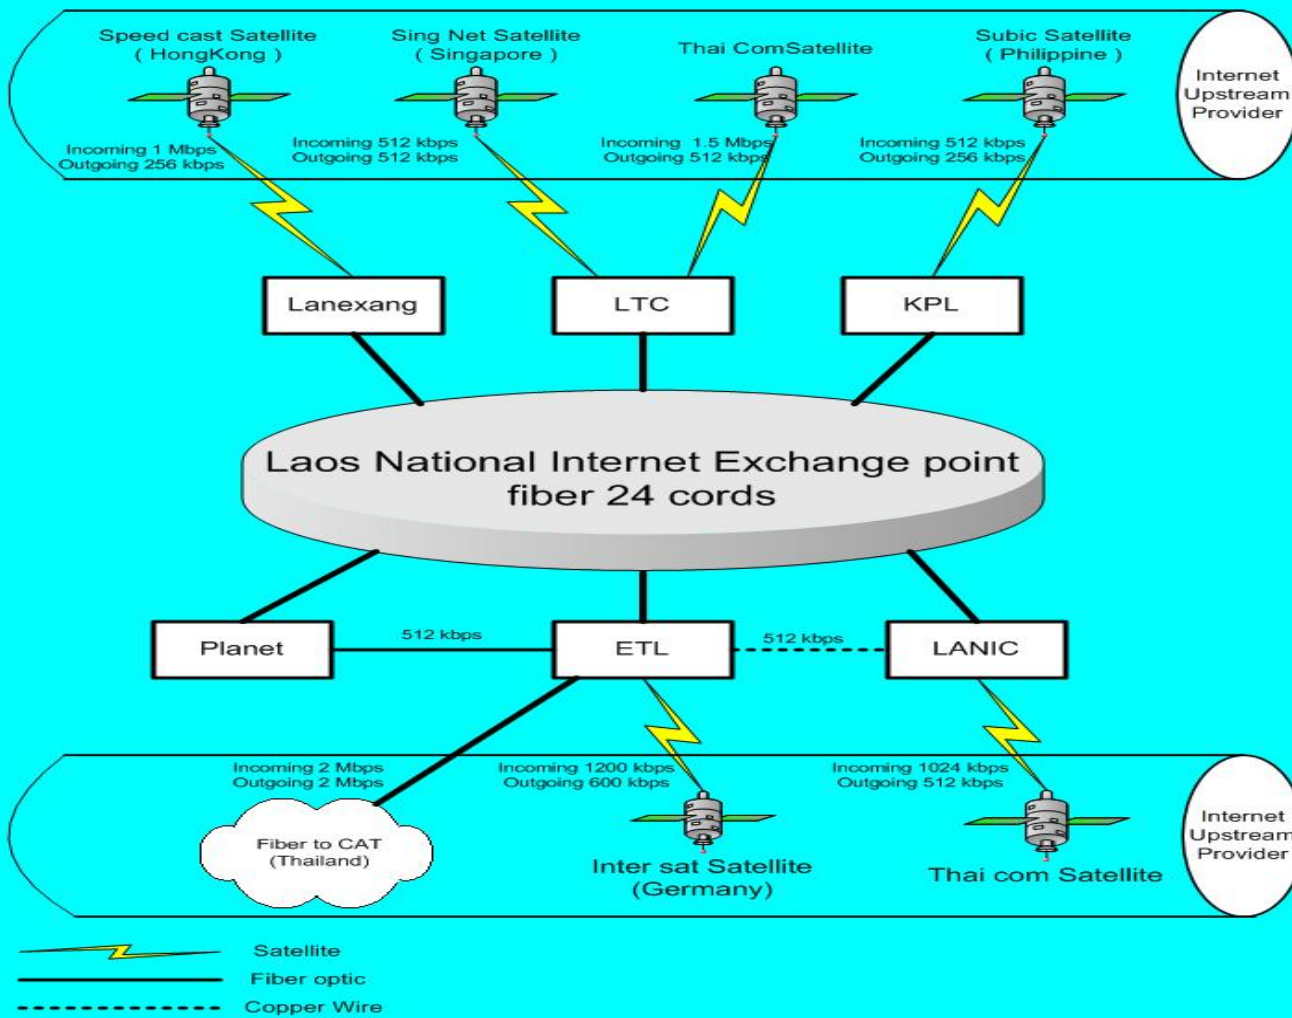 Speed cast Satellite
( HongKong )
Sing Net Satellite
( Singapore )
Thai ComSatellite
Subic Satellite
( Philippine )
Internet
Upstream
Provider
Incoming 1 Mbps
Outgoing 256 kbps
Incoming 512 kbps
Outgoing 512 kbps
Incoming 1.5 Mbps
Outgoing 512 kbps
Incoming 512 kbps
Outgoing 256 kbps
Lanexang
LTC
KPL
Laos National Internet Exchange point
fiber 24 cords
Planet
512 kbps
ETL
512 kbps
LANIC
Incoming 2 Mbps
Outgoing 2 Mbps
Incoming 1200 kbps
Outgoing 600 kbps
Incoming 1024 kbps
Outgoing 512 kbps
Internet
Upstream
Provider
Fiber to CAT
(Thailand)
Inter sat Satellite
(Germany)
Thai com Satellite
Satellite
Fiber optic
Copper Wire